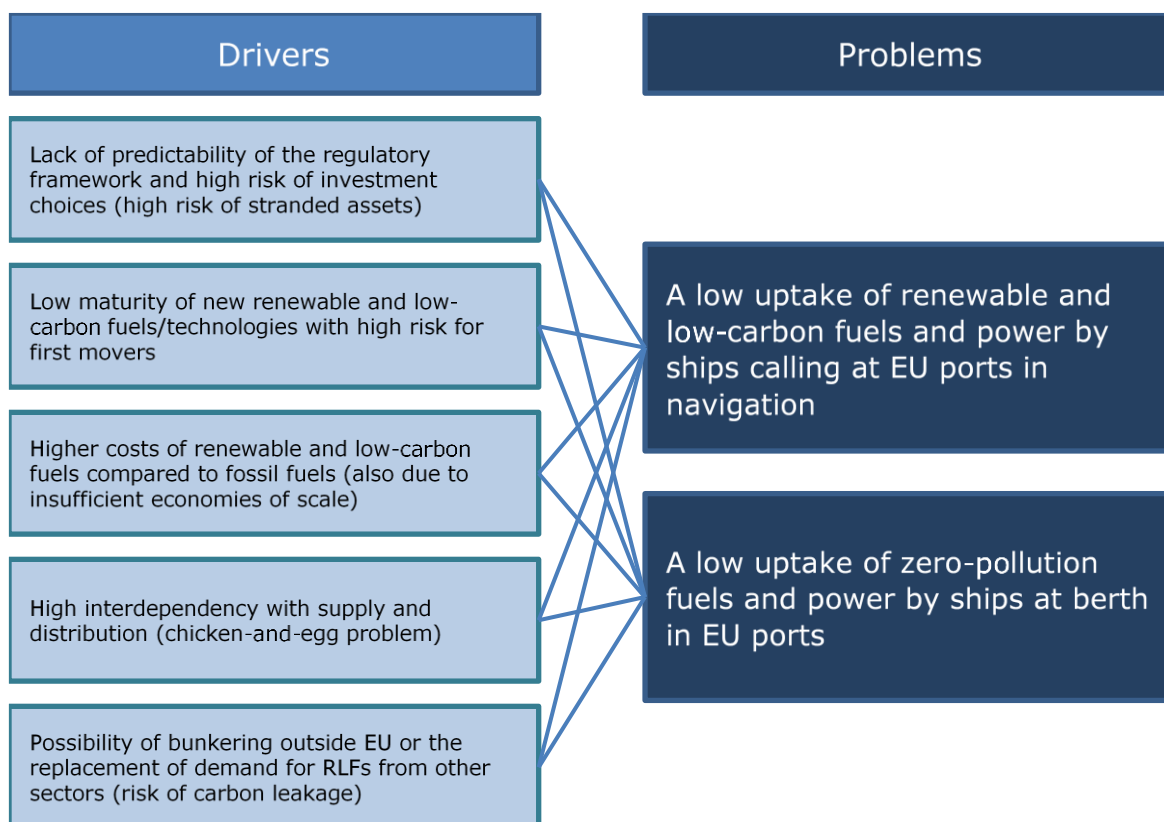 Drivers
Problems
Lack of predictability of the regulatory
framework and high risk of investment
choices (high risk of stranded assets)
Low maturity of new renewable and low-
carbon fuels/technologies with high risk for
first movers
Higher costs of renewable and low-carbon
fuels compared to fossil fuels (also due to
insufficient economies of scale)
High interdependency with supply and
distribution (chicken-and-egg problem)
Possibility of bunkering outside EU or the
replacement of demand for RLFs from other
sectors (risk of carbon leakage)
A low uptake of renewable and
low-carbon fuels and power by
ships calling at EU ports in
navigation
A low uptake of zero-pollution
fuels and power by ships at berth
in EU ports